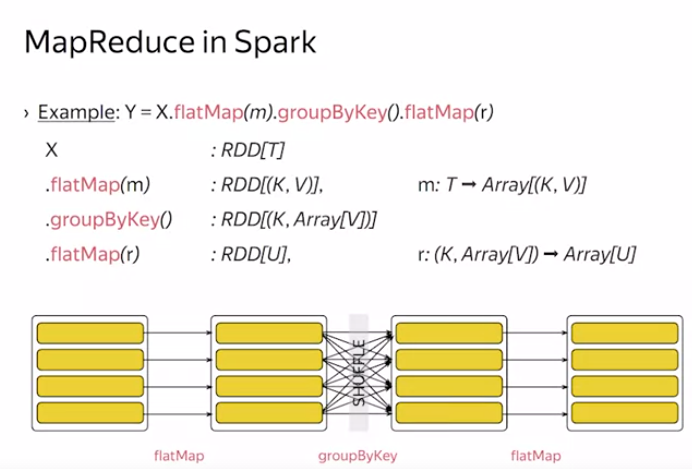 MapReduce in Spark
› Example: Y = X.flatMap(m).groupByKey().flatMap(r)
X : RDD[T]
.flatMap(m) : RDD[(K, V)], m: T → Array[(K, V)]
.groupByKey() : RDD[(K, Array[V])]
.flatMap(r) : RDD[U], r: (K, Array[V]) → Array[U]
SHUFFLE
flatMap groupByKey flatMap